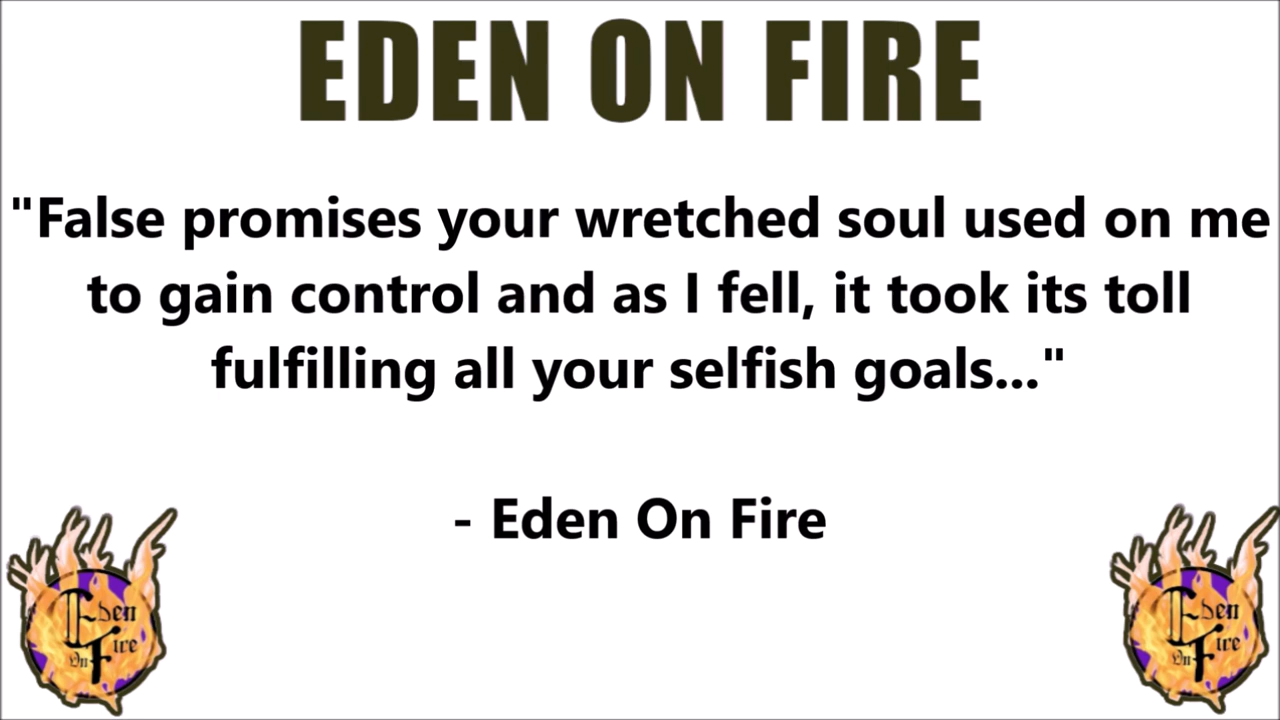 EDEN ON FIRE
"False promises your wretched soul used on me
to gain control and as I fell, it took its toll
fulfilling all your selfish goals..."
- Eden On Fire
Eden
On Fire
Eden
On Fire